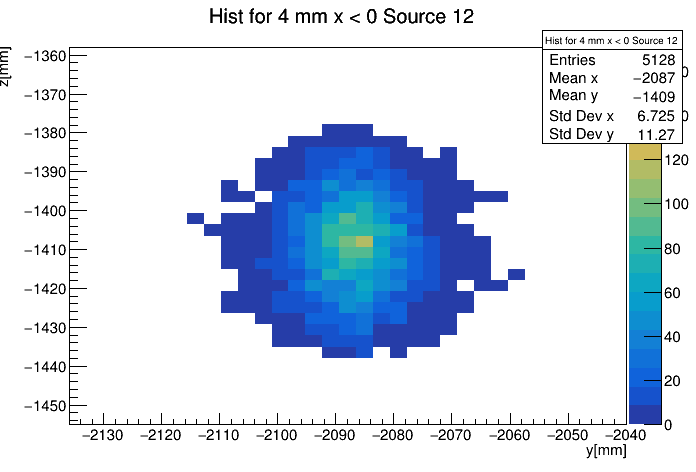 Hist for 4 mm x < 0 Source 12
Hist for 4 mm x < 0 Source 12
Entries 5128
Mean x −2087
Mean y −1409
Std Dev x 6.725
Std Dev y 11.27
z[mm]
−1360
−1370
−1380
−1390
−1400
−1410
−1420
−1430
−1440
−1450
120
100
80
60
40
20
0
−2130 −2120 −2110 −2100 −2090 −2080 −2070 −2060 −2050 −2040
y[mm]